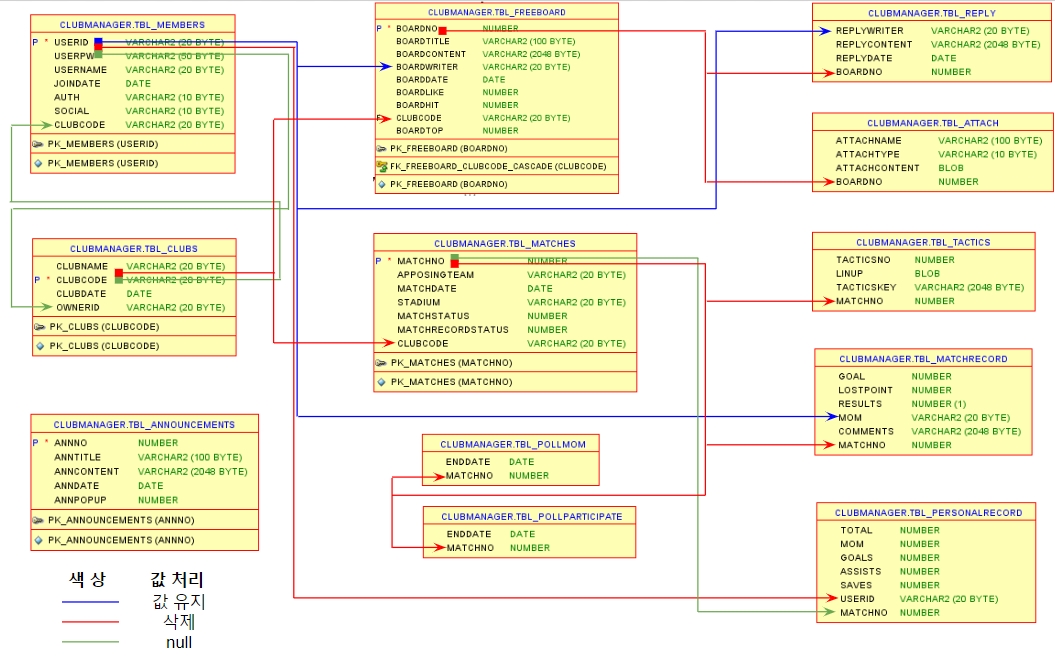 CLUBMANAGER.TBL_MEMBERS
P * USERID VARCHAR2 (20 BYTE)
USERPW VARCHAR2 (50 BYTE)
USERNAME VARCHAR2 (20 BYTE)
JOINDATE DATE
AUTH VARCHAR2 (10 BYTE)
SOCIAL VARCHAR2 (10 BYTE)
CLUBCODE VARCHAR2 (20 BYTE)
PK_MEMBERS (USERID)
PK_MEMBERS (USERID)
CLUBMANAGER.TBL_FREEBOARD
P * BOARDNO NUMBER
BOARDTITLE VARCHAR2 (100 BYTE)
BOARDCONTENT VARCHAR2 (2048 BYTE)
BOARDWRITER VARCHAR2 (20 BYTE)
BOARDDATE DATE
BOARDLIKE NUMBER
BOARDHIT NUMBER
F CLUBCODE VARCHAR2 (20 BYTE)
BOARDTOP NUMBER
PK_FREEBOARD (BOARDNO)
FK_FREEBOARD_CLUBCODE_CASCADE (CLUBCODE)
PK_FREEBOARD (BOARDNO)
CLUBMANAGER.TBL_REPLY
REPLYWRITER VARCHAR2 (20 BYTE)
REPLYCONTENT VARCHAR2 (2048 BYTE)
REPLYDATE DATE
BOARDNO NUMBER
CLUBMANAGER.TBL_ATTACH
ATTACHNAME VARCHAR2 (100 BYTE)
ATTACHTYPE VARCHAR2 (10 BYTE)
ATTACHCONTENT BLOB
BOARDNO NUMBER
CLUBMANAGER.TBL_CLUBS
CLUBNAME VARCHAR2 (20 BYTE)
P * CLUBCODE VARCHAR2 (20 BYTE)
CLUBDATE DATE
OWNERID VARCHAR2 (20 BYTE)
PK_CLUBS (CLUBCODE)
PK_CLUBS (CLUBCODE)
CLUBMANAGER.TBL_MATCHES
P * MATCHNO NUMBER
APPOSINGTEAM VARCHAR2 (20 BYTE)
MATCHDATE DATE
STADIUM VARCHAR2 (20 BYTE)
MATCHSTATUS NUMBER
MATCHRECORDSTATUS NUMBER
CLUBCODE VARCHAR2 (20 BYTE)
PK_MATCHES (MATCHNO)
PK_MATCHES (MATCHNO)
CLUBMANAGER.TBL_TACTICS
TACTICSNO NUMBER
LINUP BLOB
TACTICSKEY VARCHAR2 (2048 BYTE)
MATCHNO NUMBER
CLUBMANAGER.TBL_MATCHRECORD
GOAL NUMBER
LOSTPOINT NUMBER
RESULTS NUMBER (1)
MOM VARCHAR2 (20 BYTE)
COMMENTS VARCHAR2 (2048 BYTE)
MATCHNO NUMBER
CLUBMANAGER.TBL_ANNOUNCEMENTS
P * ANNNO NUMBER
ANNTITLE VARCHAR2 (100 BYTE)
ANNCONTENT VARCHAR2 (2048 BYTE)
ANNDATE DATE
ANNPOPUP NUMBER
PK_ANNOUNCEMENTS (ANNNO)
PK_ANNOUNCEMENTS (ANNNO)
CLUBMANAGER.TBL_POLLMOM
ENDDATE DATE
MATCHNO NUMBER
CLUBMANAGER.TBL_POLLPARTICIPATE
ENDDATE DATE
MATCHNO NUMBER
CLUBMANAGER.TBL_PERSONALRECORD
TOTAL NUMBER
MOM NUMBER
GOALS NUMBER
ASSISTS NUMBER
SAVES NUMBER
USERID VARCHAR2 (20 BYTE)
MATCHNO NUMBER
색 상 값 처리
값 유지
삭제
null